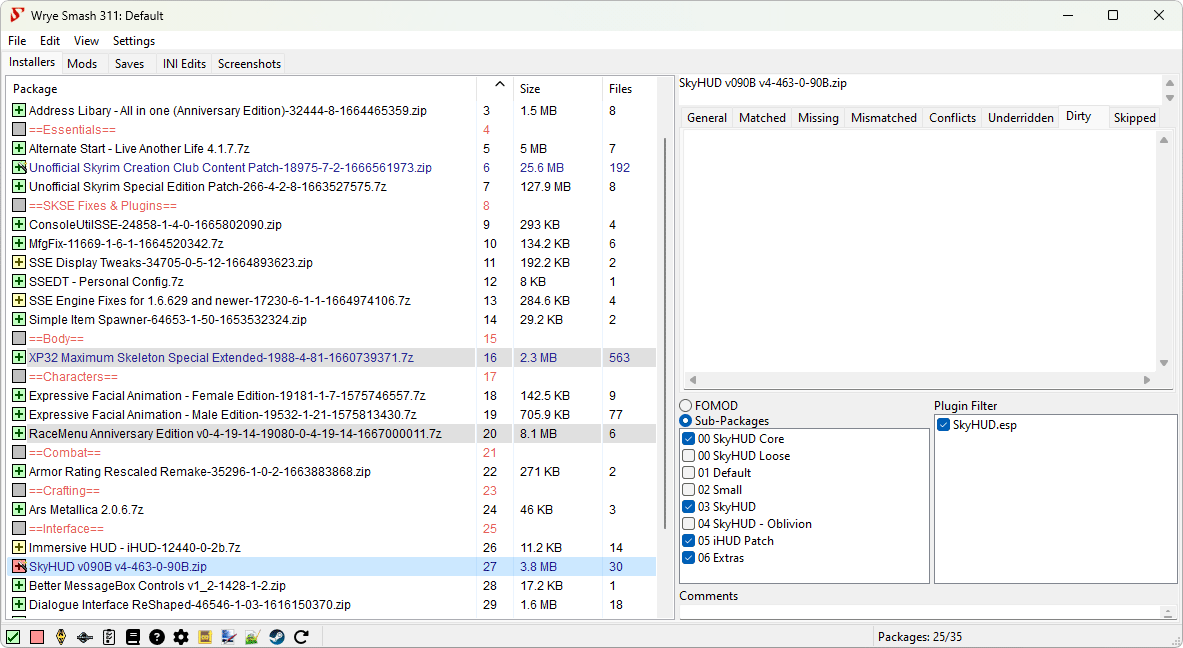 Wrye Smash 311: Default
File Edit View Settings
Installers Mods Saves INI Edits Screenshots
Package Size Files
Address Libary - All in one (Anniversary Edition)-32444-8-1664465359.zip 3 1.5 MB 8
==Essentials== 4
Alternate Start - Live Another Life 4.1.7.7z 5 5 MB 7
Unofficial Skyrim Creation Club Content Patch-18975-7-2-1666561973.zip 6 25.6 MB 192
Unofficial Skyrim Special Edition Patch-266-4-2-8-1663527575.7z 7 127.9 MB 8
==SKSE Fixes & Plugins== 8
ConsoleUtilSSE-24858-1-4-0-1665802090.zip 9 293 KB 4
MfgFix-11669-1-6-1-1664520342.7z 10 134.2 KB 6
SSE Display Tweaks-34705-0-5-12-1664893623.zip 11 192.2 KB 2
SSEDT - Personal Config.7z 12 8 KB 1
SSE Engine Fixes for 1.6.629 and newer-17230-6-1-1-1664974106.7z 13 284.6 KB 4
Simple Item Spawner-64653-1-50-1653532324.zip 14 29.2 KB 2
==Body== 15
XP32 Maximum Skeleton Special Extended-1988-4-81-1660739371.7z 16 2.3 MB 563
==Characters== 17
Expressive Facial Animation - Female Edition-19181-1-7-1575746557.7z 18 142.5 KB 9
Expressive Facial Animation - Male Edition-19532-1-21-1575813430.7z 19 705.9 KB 77
RaceMenu Anniversary Edition v0-4-19-14-19080-0-4-19-14-1667000011.7z 20 8.1 MB 6
==Combat== 21
Armor Rating Rescaled Remake-35296-1-0-2-1663883868.zip 22 271 KB 2
==Crafting== 23
Ars Metallica 2.0.6.7z 24 46 KB 3
==Interface== 25
Immersive HUD - iHUD-12440-0-2b.7z 26 11.2 KB 14
SkyHUD v090B v4-463-0-90B.zip 27 3.8 MB 30
Better MessageBox Controls v1_2-1428-1-2.zip 28 17.2 KB 1
Dialogue Interface ReShaped-46546-1-03-1616150370.zip 29 1.6 MB 18
SkyHUD v090B v4-463-0-90B.zip
General Matched Missing Mismatched Conflicts Underridden Dirty Skipped
FOMOD
Sub-Packages
00 SkyHUD Core
00 SkyHUD Loose
01 Default
02 Small
03 SkyHUD
04 SkyHUD - Oblivion
05 iHUD Patch
06 Extras
Plugin Filter
SkyHUD.esp
Comments
Packages: 25/35